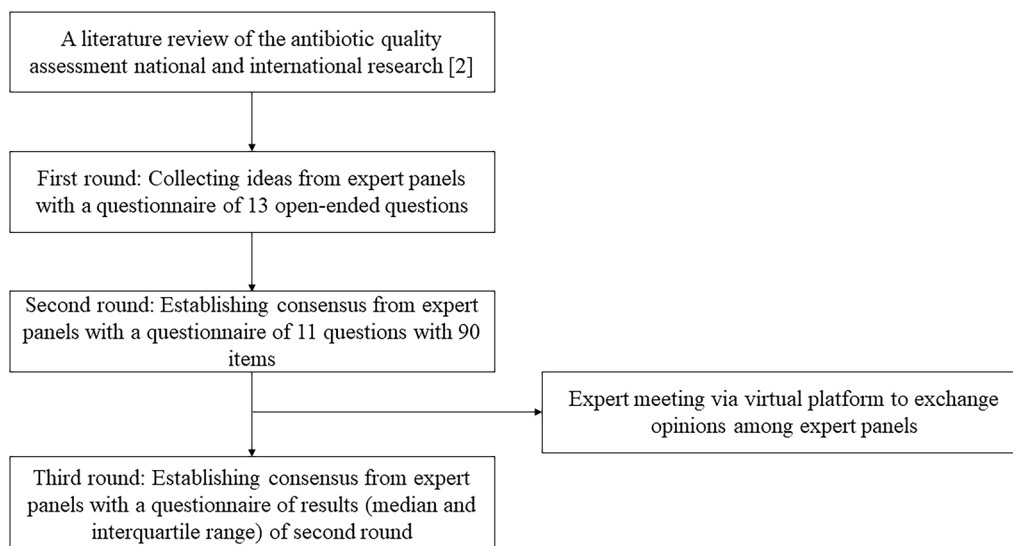 A literature review of the antibiotic quality
assessment national and international research [2]
First round: Collecting ideas from expert panels
with a questionnaire of 13 open-ended questions
Second round: Establishing consensus from expert
panels with a questionnaire of 11 questions with 90
items
Expert meeting via virtual platform to exchange
opinions among expert panels
Third round: Establishing consensus from expert
panels with a questionnaire of results (median and
interquartile range) of second round